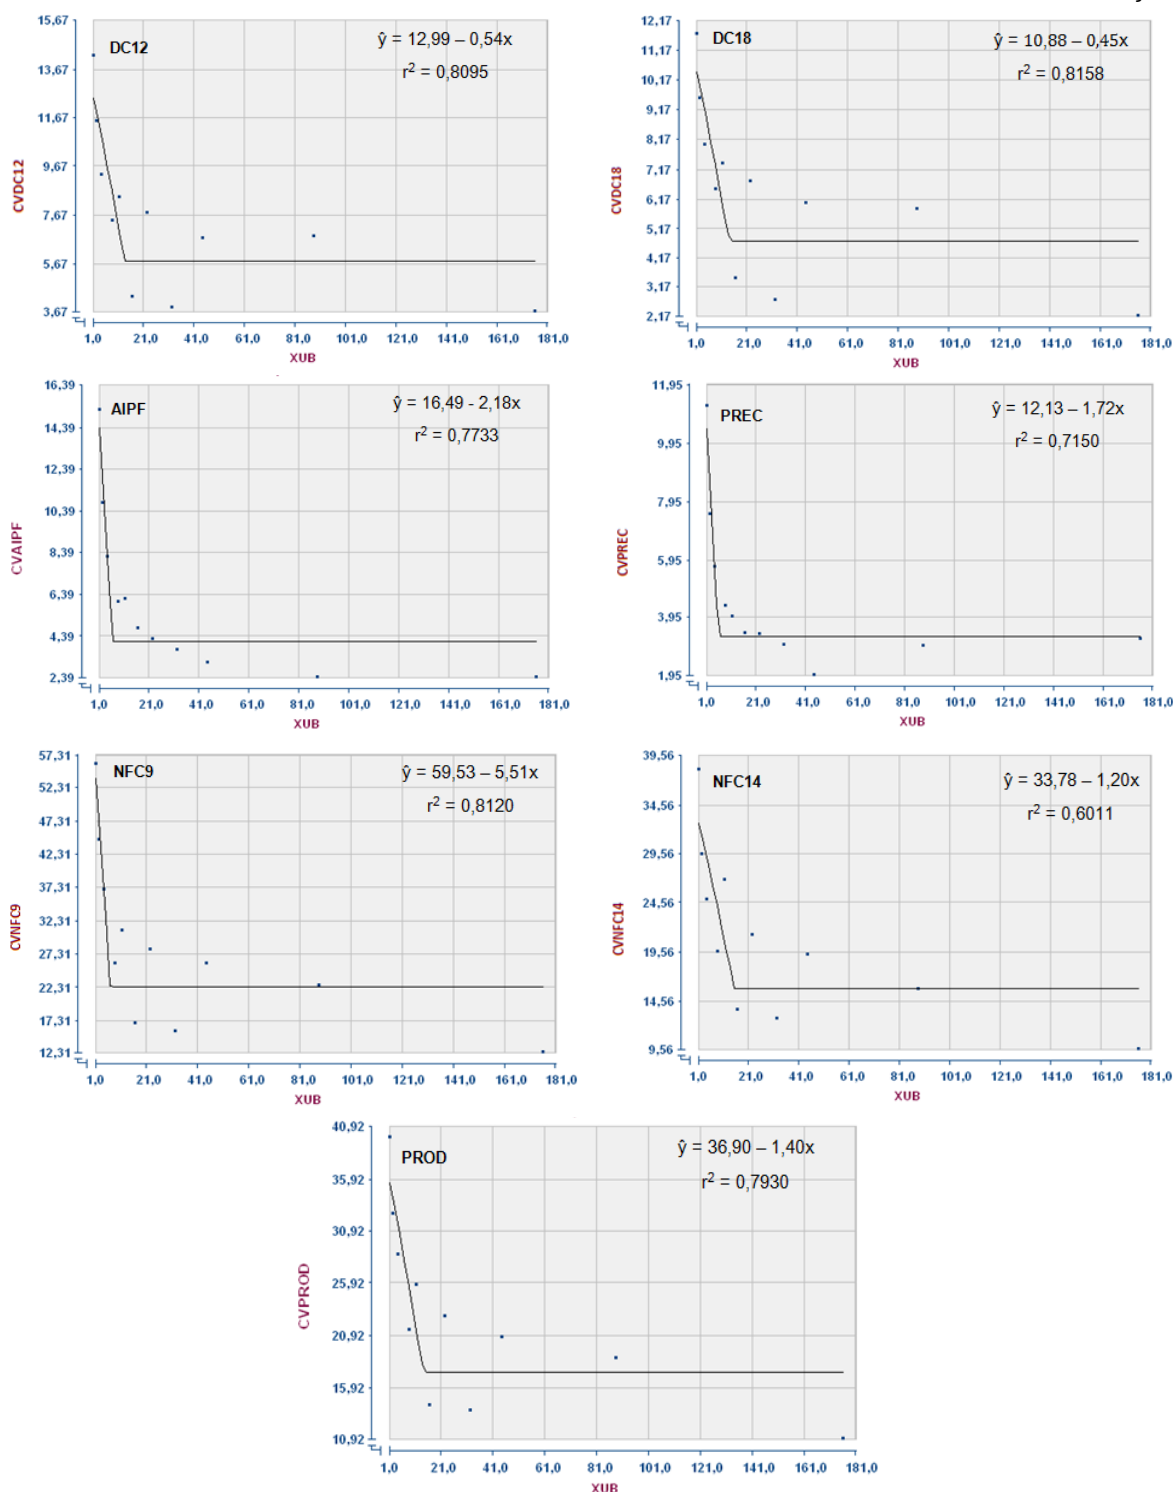 DC12
ŷ = 12,99 – 0,54x
r² = 0,8095
15,67
13,67
11,67
9,67
7,67
5,67
3,67
CVDC12
1,0 21,0 41,0 61,0 81,0 101,0 121,0 141,0 161,0 181,0
XUB
DC18
ŷ = 10,88 – 0,45x
r² = 0,8158
12,17
11,17
10,17
9,17
8,17
7,17
6,17
5,17
4,17
3,17
2,17
CVDC18
1,0 21,0 41,0 61,0 81,0 101,0 121,0 141,0 161,0 181,0
XUB
AIPF
ŷ = 16,49 - 2,18x
r² = 0,7733
16,39
14,39
12,39
10,39
8,39
6,39
4,39
2,39
CVAIPF
1,0 21,0 41,0 61,0 81,0 101,0 121,0 141,0 161,0 181,0
XUB
PREC
ŷ = 12,13 – 1,72x
r² = 0,7150
11,95
9,95
7,95
5,95
3,95
1,95
CVPREC
1,0 21,0 41,0 61,0 81,0 101,0 121,0 141,0 161,0 181,0
XUB
NFC9
ŷ = 59,53 – 5,51x
r² = 0,8120
57,31
52,31
47,31
42,31
37,31
32,31
27,31
22,31
17,31
12,31
CVNFC9
1,0 21,0 41,0 61,0 81,0 101,0 121,0 141,0 161,0 181,0
XUB
NFC14
ŷ = 33,78 – 1,20x
r² = 0,6011
39,56
34,56
29,56
24,56
19,56
14,56
9,56
CVNFC14
1,0 21,0 41,0 61,0 81,0 101,0 121,0 141,0 161,0 181,0
XUB
PROD
ŷ = 36,90 – 1,40x
r² = 0,7930
40,92
35,92
30,92
25,92
20,92
15,92
10,92
CVPROD
1,0 21,0 41,0 61,0 81,0 101,0 121,0 141,0 161,0 181,0
XUB